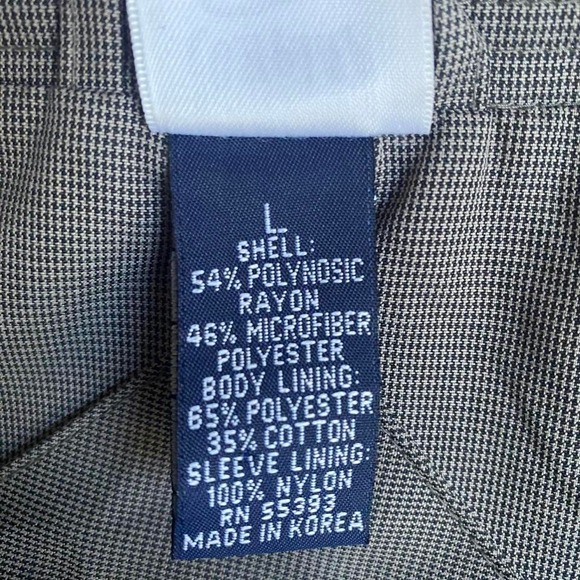 L
SHELL:
54% POLYNOSIC
RAYON
46% MICROFIBER
POLYESTER
BODY LINING:
65% POLYESTER
35% COTTON
SLEEVE LINING:
100% NYLON
RN 55393
MADE IN KOREA